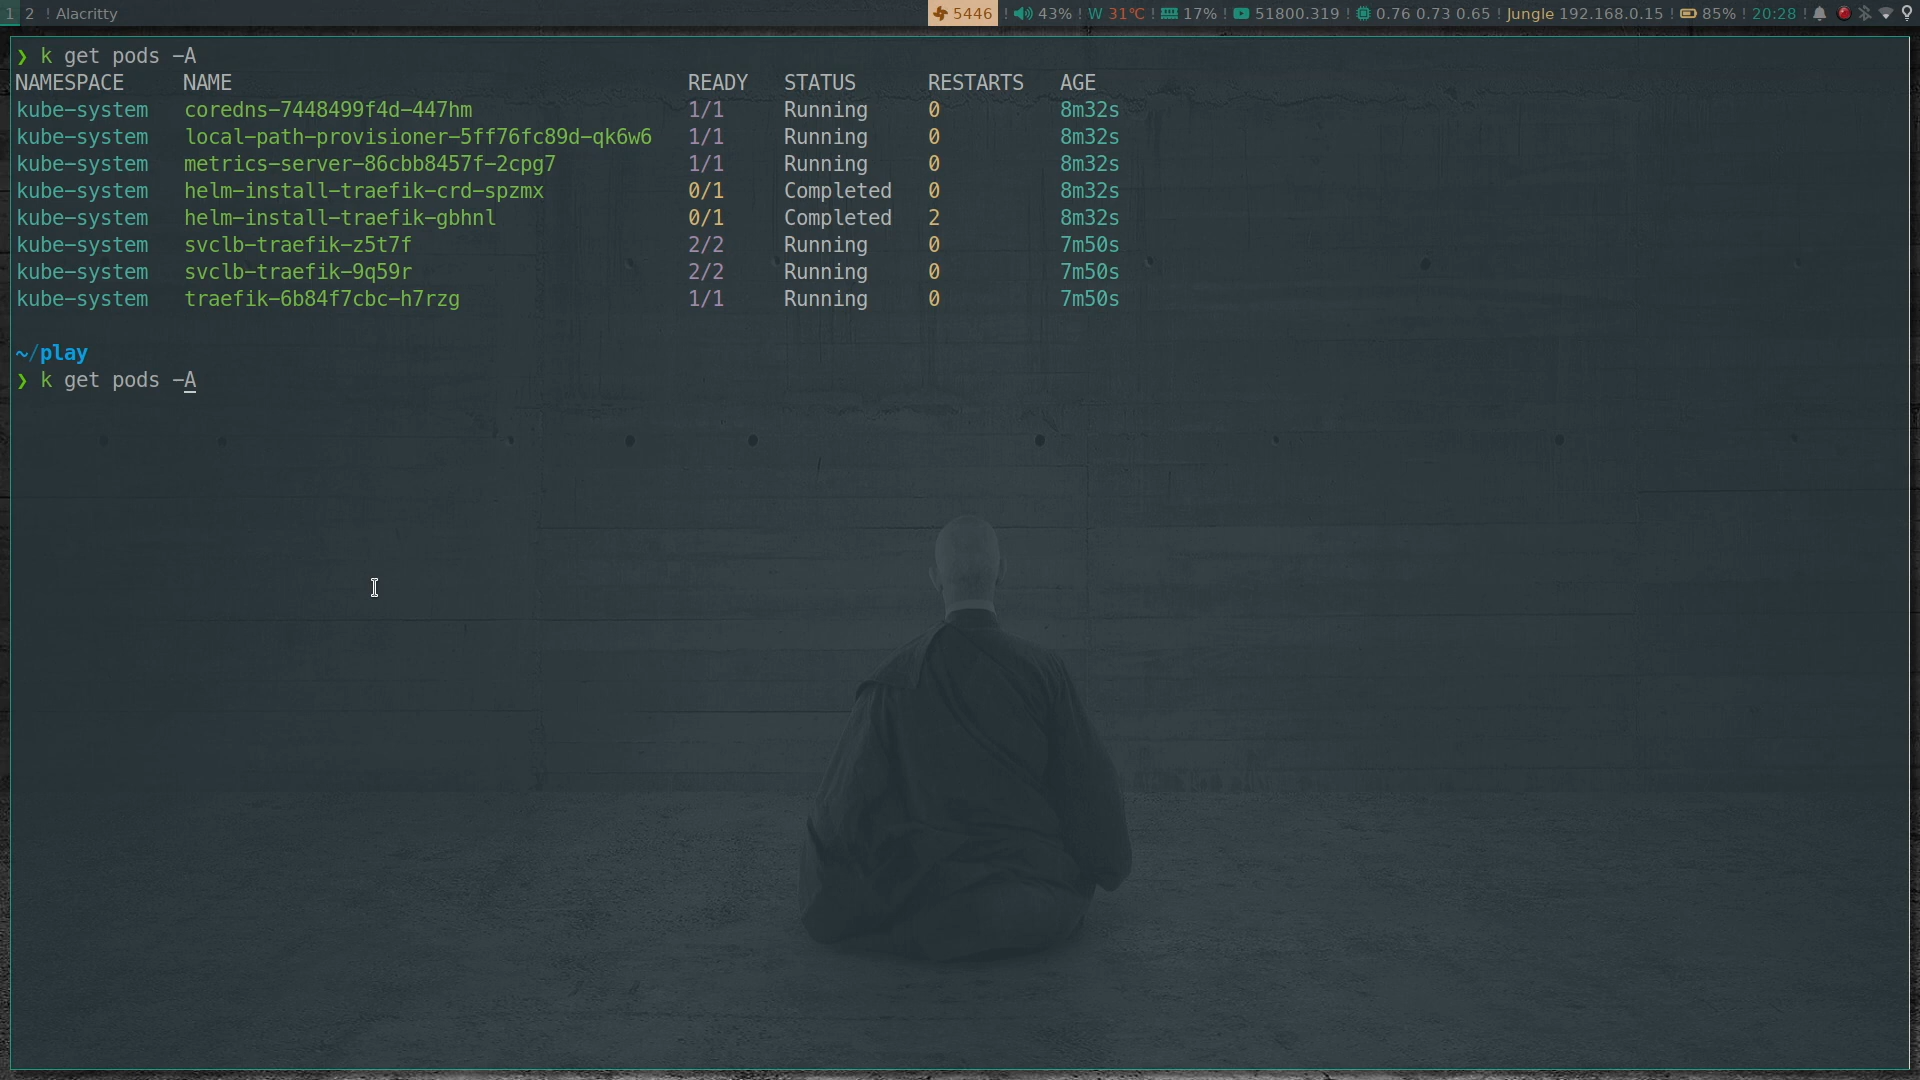 1 2 ! Alacritty 5446 ! 43% ! W 31°C ! 17% ! 51800.319 ! 0.76 0.73 0.65 ! Jungle 192.168.0.15 ! 85% ! 20:28 !
❯ k get pods -A
NAMESPACE NAME READY STATUS RESTARTS AGE
kube-system coredns-7448499f4d-447hm 1/1 Running 0 8m32s
kube-system local-path-provisioner-5ff76fc89d-qk6w6 1/1 Running 0 8m32s
kube-system metrics-server-86cbb8457f-2cpg7 1/1 Running 0 8m32s
kube-system helm-install-traefik-crd-spzmx 0/1 Completed 0 8m32s
kube-system helm-install-traefik-gbhnl 0/1 Completed 2 8m32s
kube-system svclb-traefik-z5t7f 2/2 Running 0 7m50s
kube-system svclb-traefik-9q59r 2/2 Running 0 7m50s
kube-system traefik-6b84f7cbc-h7rzg 1/1 Running 0 7m50s
~/play
❯ k get pods -A